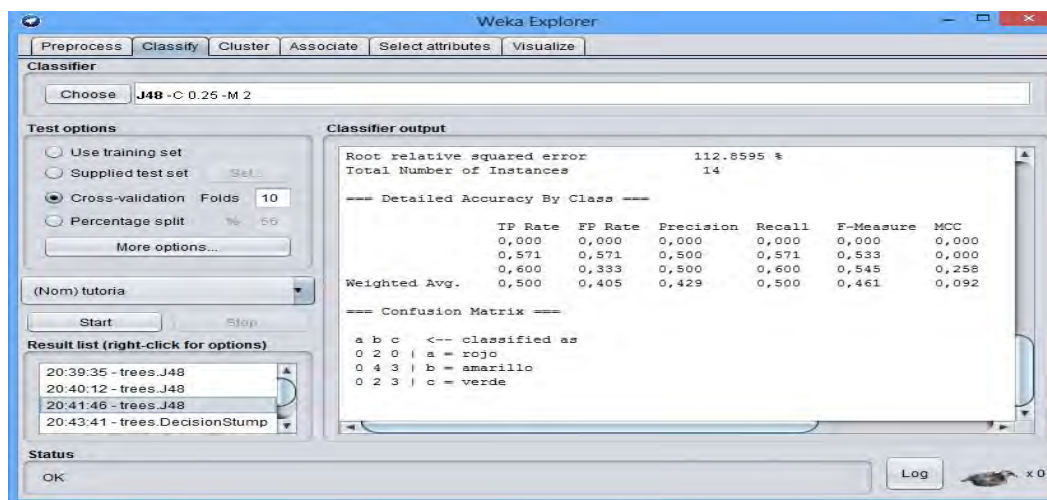 Weka Explorer
Preprocess Classify Cluster Associate Select attributes Visualize
Classifier
Choose J48 -C 0.25 -M 2
Test options
Use training set
Supplied test set Set...
Cross-validation Folds 10
Percentage split % 66
More options...
(Nom) tutoria
Start Stop
Result list (right-click for options)
20:39:35 - trees.J48
20:40:12 - trees.J48
20:41:46 - trees.J48
20:43:41 - trees.DecisionStump
Classifier output
Root relative squared error 112.8595 %
Total Number of Instances 14
=== Detailed Accuracy By Class ===
TP Rate FP Rate Precision Recall F-Measure MCC
0,000 0,000 0,000 0,000 0,000 0,000
0,571 0,571 0,500 0,571 0,533 0,000
0,600 0,333 0,500 0,600 0,545 0,258
Weighted Avg. 0,500 0,405 0,429 0,500 0,461 0,092
=== Confusion Matrix ===
a b c <-- classified as
0 2 0 | a = rojo
0 4 3 | b = amarillo
0 2 3 | c = verde
Status
OK
Log
x 0